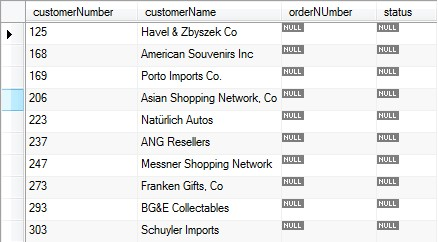 customerNumber customerName orderNUmber status
125 Havel & Zbyszek Co NULL NULL
168 American Souvenirs Inc NULL NULL
169 Porto Imports Co. NULL NULL
206 Asian Shopping Network, Co NULL NULL
223 Natürlich Autos NULL NULL
237 ANG Resellers NULL NULL
247 Messner Shopping Network NULL NULL
273 Franken Gifts, Co NULL NULL
293 BG&E Collectables NULL NULL
303 Schuyler Imports NULL NULL